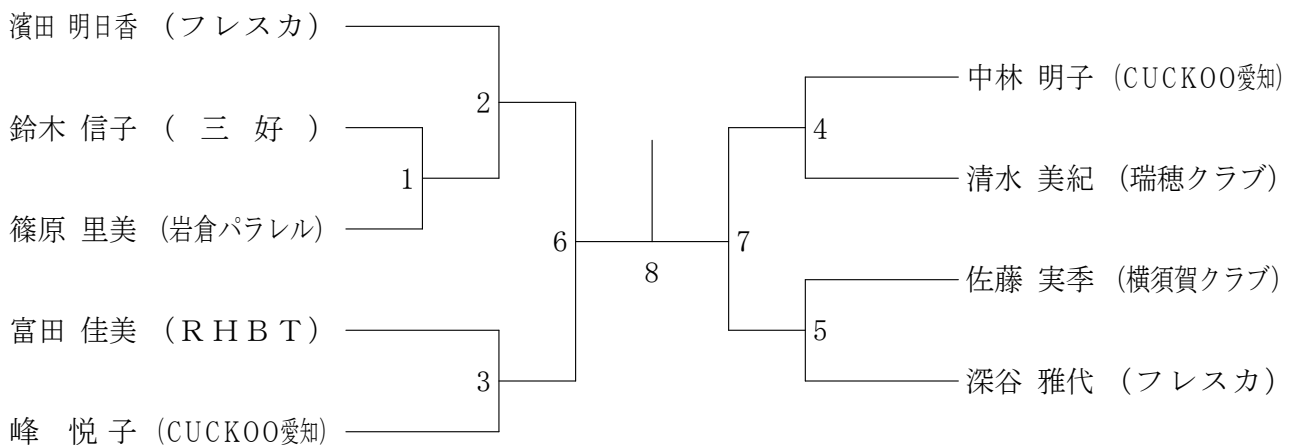 濱田 明日香 (フレスカ)
2
鈴木 信子 ( 三 好 )
1
篠原 里美 (岩倉パラレル)
6
富田 佳美 (ＲＨＢＴ)
3
峰 悦子 (CUCKOO愛知)
8
中林 明子 (CUCKOO愛知)
4
清水 美紀 (瑞穂クラブ)
7
佐藤 実季 (横須賀クラブ)
5
深谷 雅代 (フレスカ)